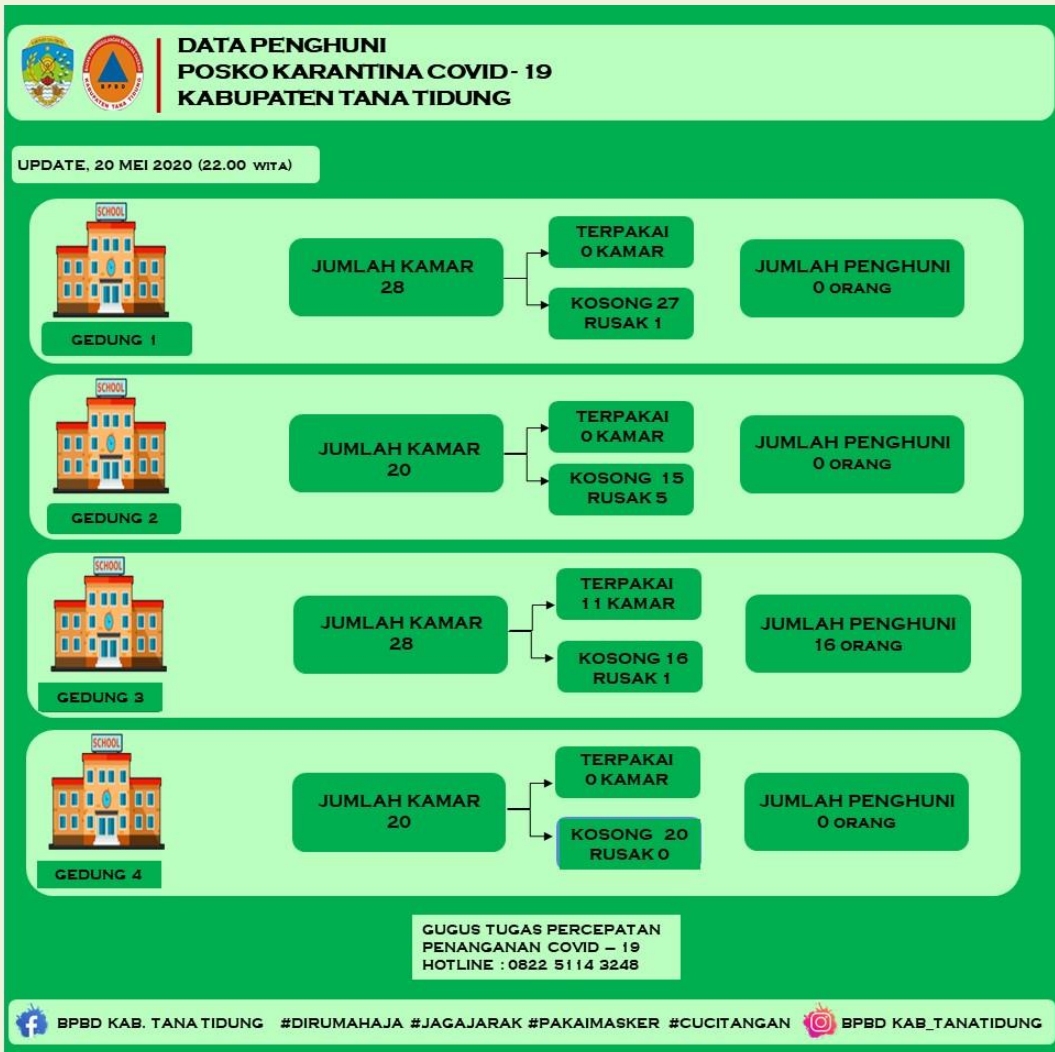 DATA PENGHUNI
POSKO KARANTINA COVID - 19
KABUPATEN TANA TIDUNG
BPBD
UPDATE, 20 MEI 2020 (22.00 WITA)
SCHOOL
GEDUNG 1
JUMLAH KAMAR
28
TERPAKAI
0 KAMAR
KOSONG 27
RUSAK 1
JUMLAH PENGHUNI
0 ORANG
SCHOOL
GEDUNG 2
JUMLAH KAMAR
20
TERPAKAI
0 KAMAR
KOSONG 15
RUSAK 5
JUMLAH PENGHUNI
0 ORANG
SCHOOL
GEDUNG 3
JUMLAH KAMAR
28
TERPAKAI
11 KAMAR
KOSONG 16
RUSAK 1
JUMLAH PENGHUNI
16 ORANG
SCHOOL
GEDUNG 4
JUMLAH KAMAR
20
TERPAKAI
0 KAMAR
KOSONG 20
RUSAK 0
JUMLAH PENGHUNI
0 ORANG
GUGUS TUGAS PERCEPATAN
PENANGANAN COVID – 19
HOTLINE : 0822 5114 3248
BPBD KAB. TANA TIDUNG #DIRUMAHAJA #JAGAJARAK #PAKAIMASKER #CUCITANGAN BPBD KAB_TANATIDUNG